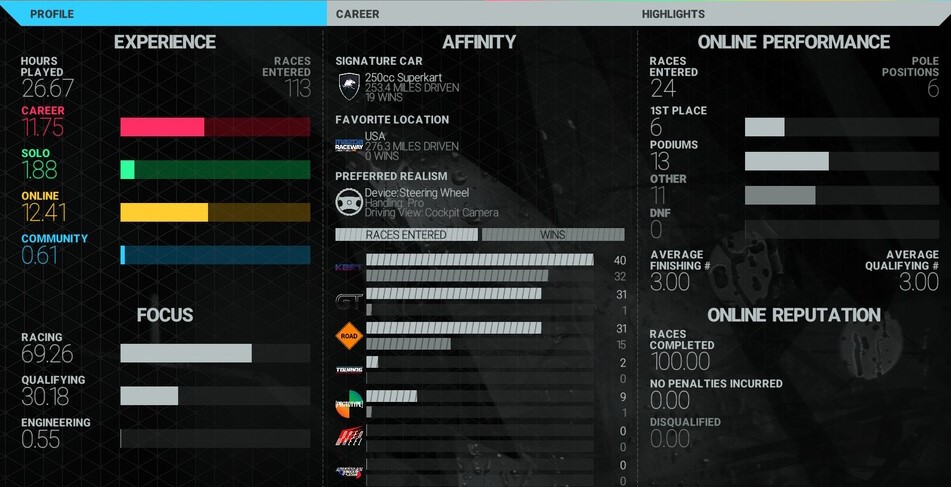 PROFILE
CAREER
HIGHLIGHTS
EXPERIENCE
HOURS
PLAYED
26.67
RACES
ENTERED
113
CAREER
11.75
SOLO
1.88
ONLINE
12.41
COMMUNITY
0.61
FOCUS
RACING
69.26
QUALIFYING
30.18
ENGINEERING
0.55
AFFINITY
SIGNATURE CAR
250cc Superkart
253.4 MILES DRIVEN
19 WINS
FAVORITE LOCATION
RACEWAY
USA
276.3 MILES DRIVEN
0 WINS
PREFERRED REALISM
Device:Steering Wheel
Handling: Pro
Driving View: Cockpit Camera
RACES ENTERED
WINS
KART
40
32
GT
31
1
ROAD
31
15
TOURING
2
0
PROTOTYPE
9
1
OPEN
WHEEL
0
0
0
0
ONLINE PERFORMANCE
RACES
ENTERED
24
POLE
POSITIONS
6
1ST PLACE
6
PODIUMS
13
OTHER
11
DNF
0
AVERAGE
FINISHING #
3.00
AVERAGE
QUALIFYING #
3.00
ONLINE REPUTATION
RACES
COMPLETED
100.00
NO PENALTIES INCURRED
0.00
DISQUALIFIED
0.00